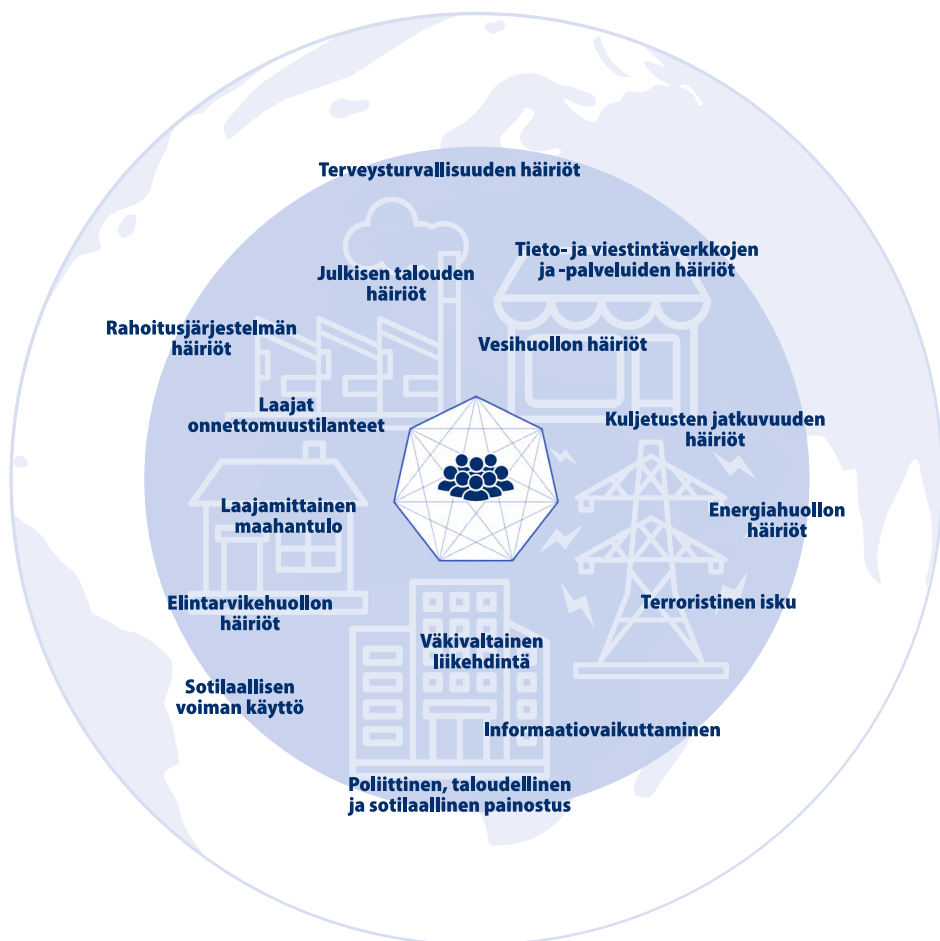 Terveysturvallisuuden häiriöt
Tieto- ja viestintäverkkojen
ja -palveluiden häiriöt
Julkisen talouden
häiriöt
Rahoitusjärjestelmän
häiriöt
Vesihuollon häiriöt
Laajat
onnettomuustilanteet
Kuljetusten jatkuvuuden
häiriöt
Laajamittainen
maahantulo
Energiahuollon
häiriöt
Elintarvikehuollon
häiriöt
Terroristinen isku
Väkivaltainen
liikehdintä
Sotilaallisen
voiman käyttö
Informaatiovaikuttaminen
Poliittinen, taloudellinen
ja sotilaallinen painostus